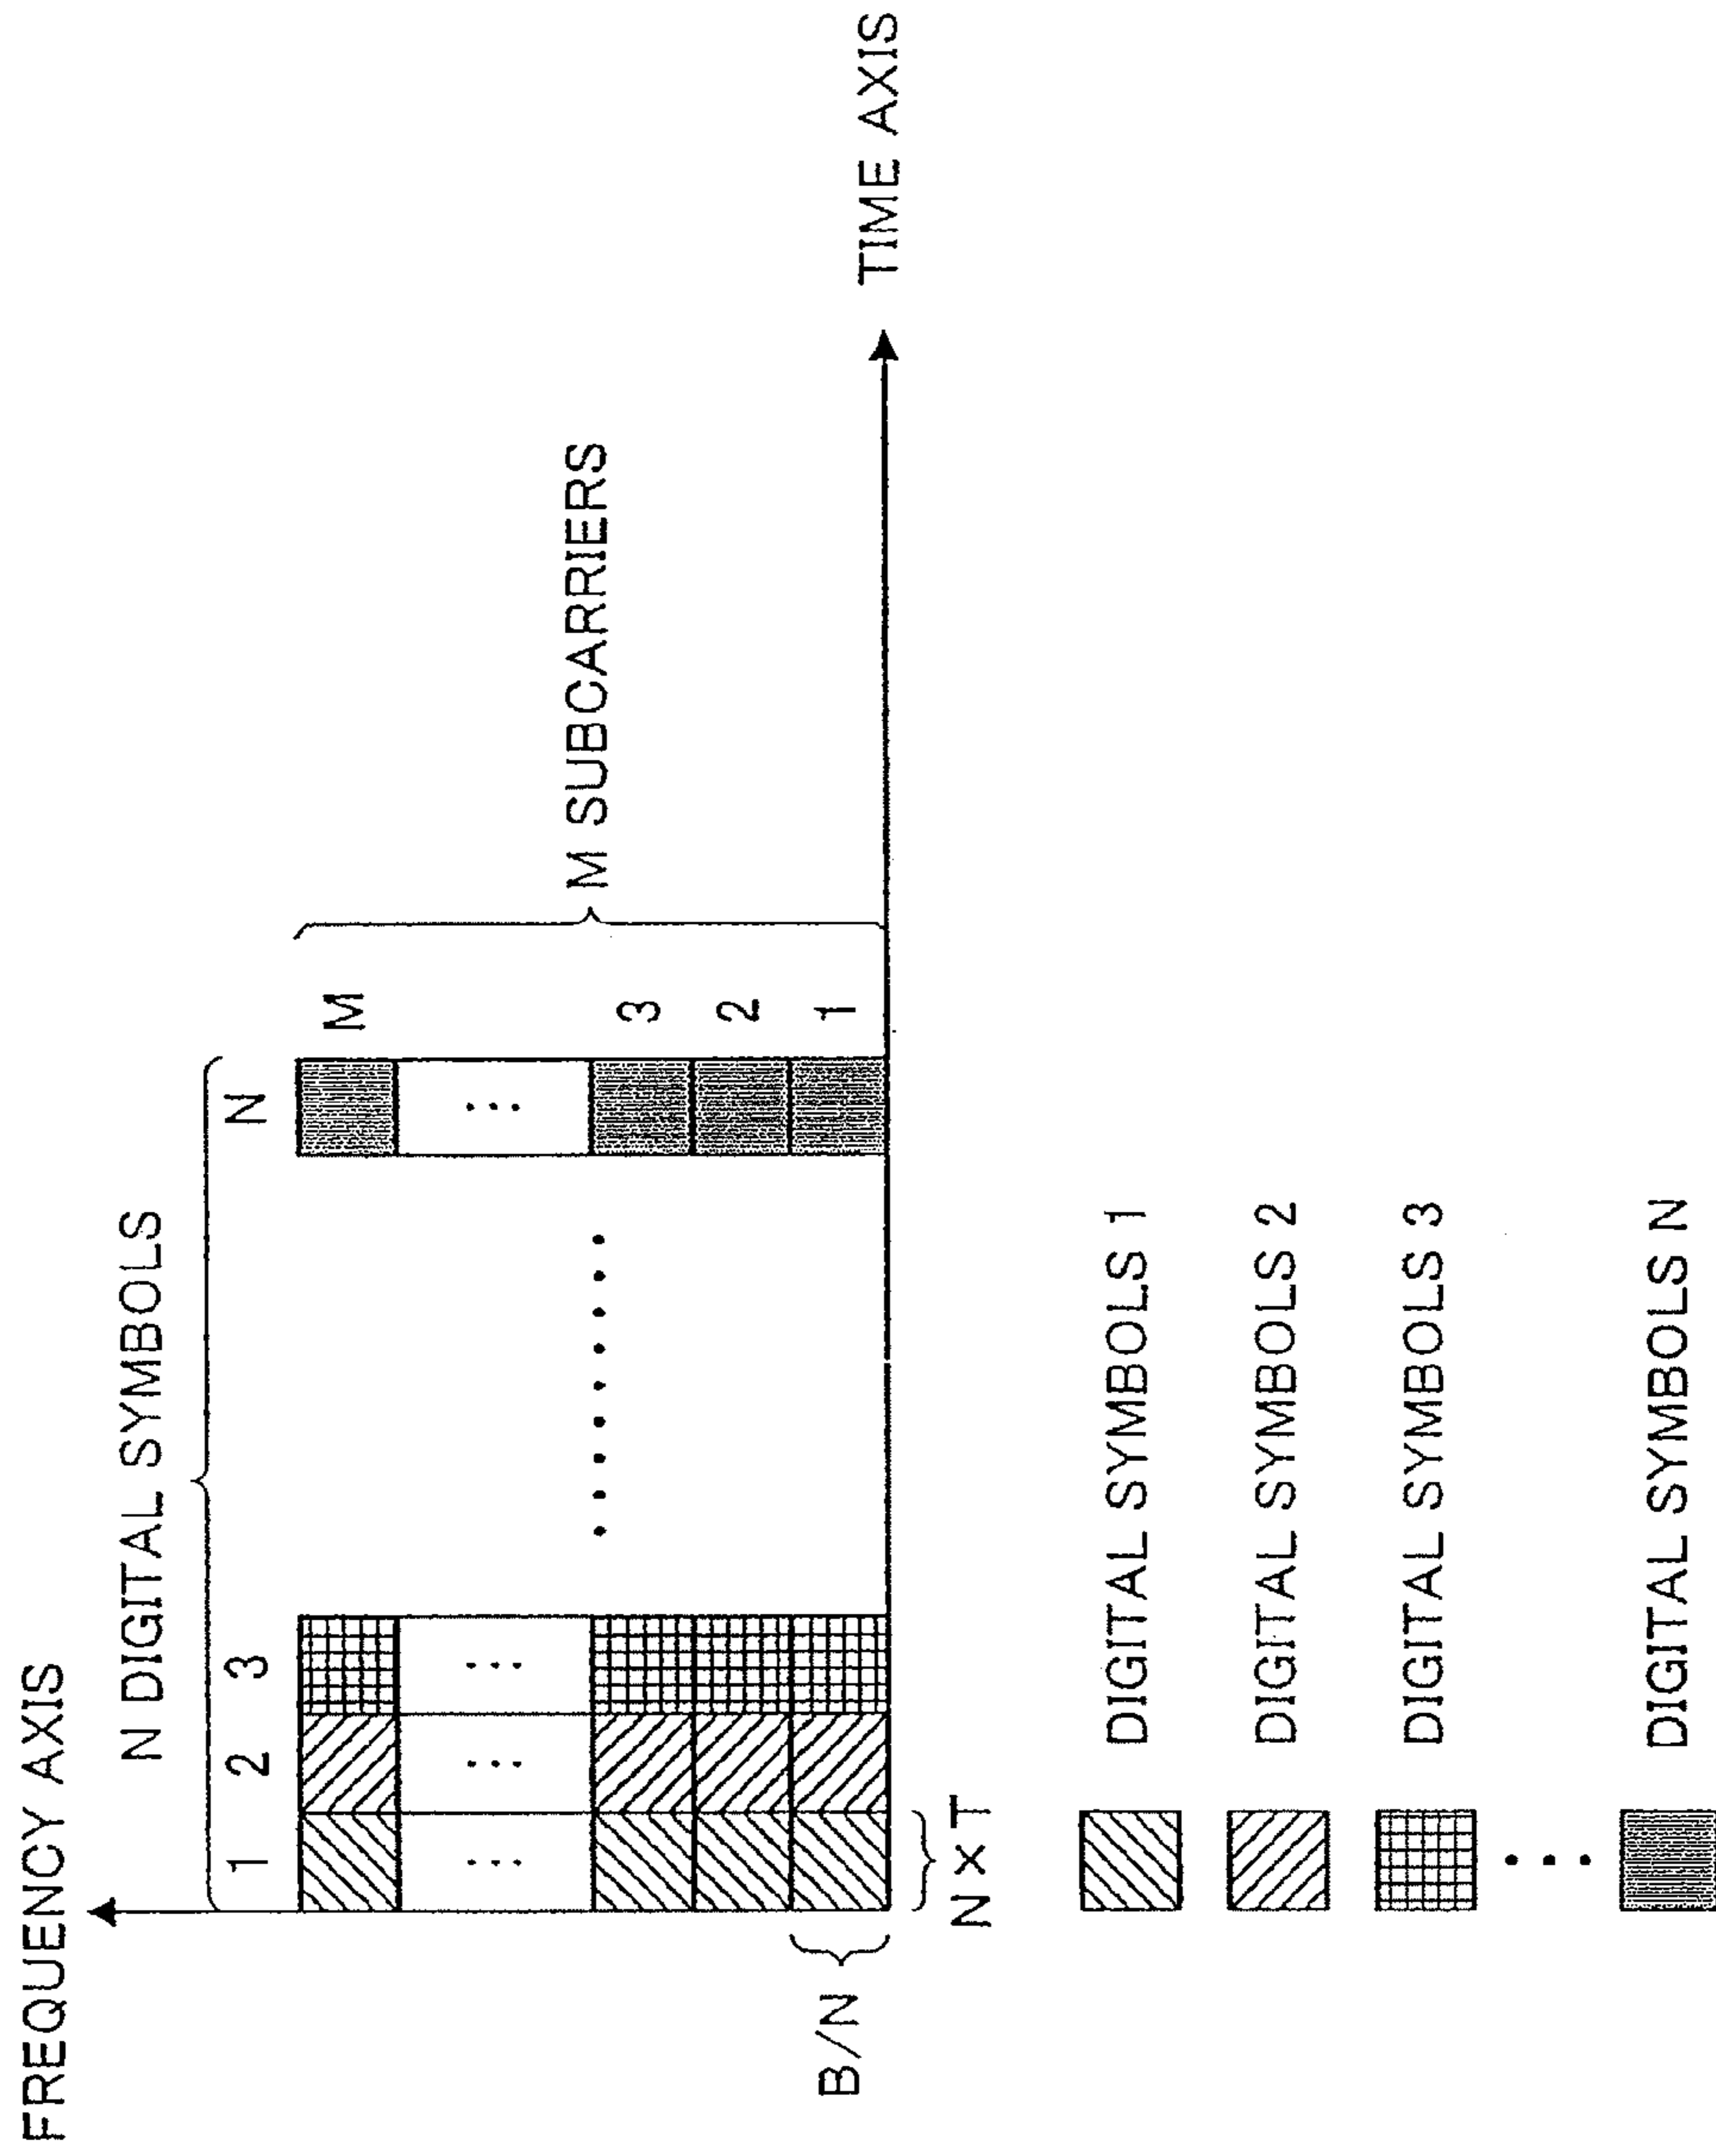 FREQUENCY AXIS
N DIGITAL SYMBOLS
1 2 3 N
M
3
2
1
M SUBCARRIERS
B/N
N×T
TIME AXIS
DIGITAL SYMBOLS 1
DIGITAL SYMBOLS 2
DIGITAL SYMBOLS 3
DIGITAL SYMBOLS N